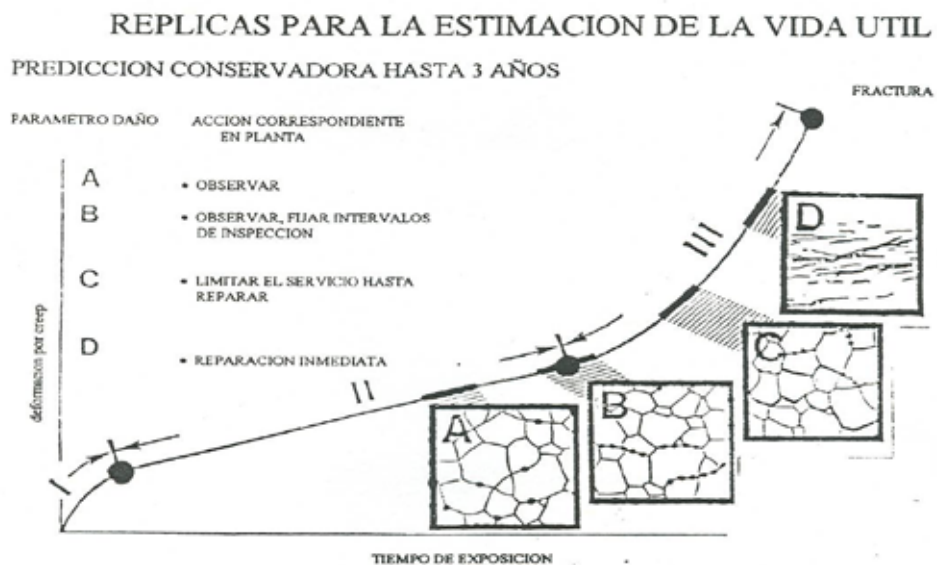 REPLICAS PARA LA ESTIMACION DE LA VIDA UTIL
PREDICCION CONSERVADORA HASTA 3 AÑOS
FRACTURA
PARAMETRO DAÑO
ACCION CORRESPONDIENTE
EN PLANTA
A
• OBSERVAR
B
• OBSERVAR, FIJAR INTERVALOS
DE INSPECCION
C
• LIMITAR EL SERVICIO HASTA
REPARAR
D
• REPARACION INMEDIATA
deformacion por creep
I
II
III
A
B
C
D
TIEMPO DE EXPOSICION